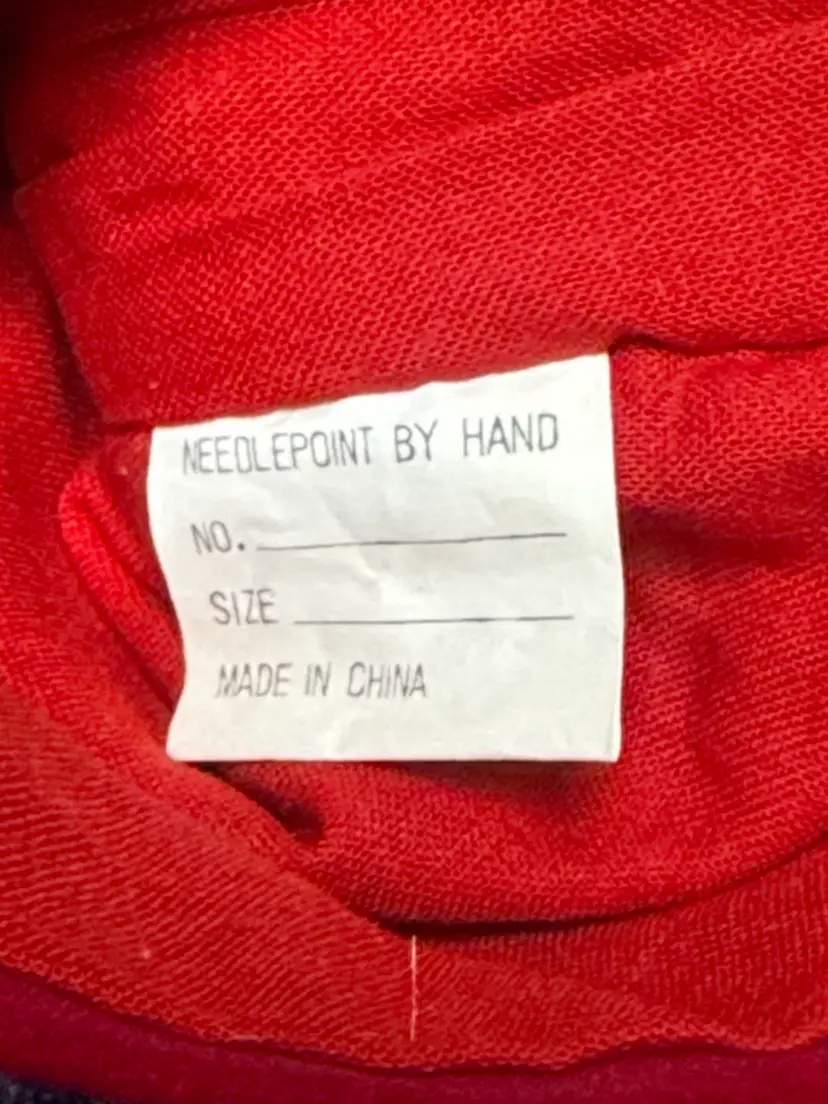 NEEDLEPOINT BY HAND
NO.
SIZE
MADE IN CHINA